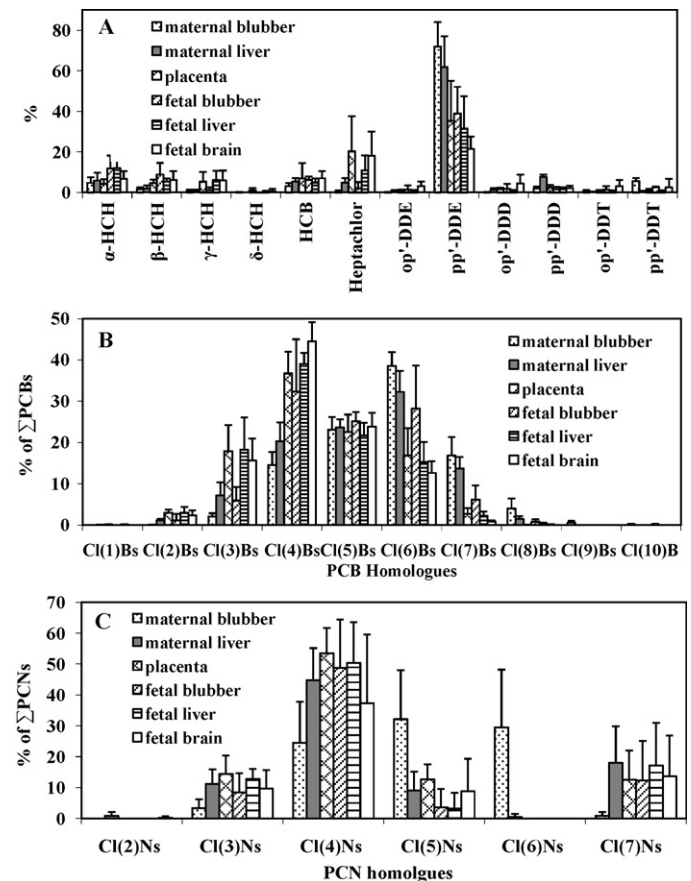 A
maternal blubber
maternal liver
placenta
fetal blubber
fetal liver
fetal brain
%
80
60
40
20
0
α-HCH
β-HCH
γ-HCH
δ-HCH
HCB
Heptachlor
op'-DDE
pp'-DDE
op'-DDD
pp'-DDD
op'-DDT
pp'-DDT
B
maternal blubber
maternal liver
placenta
fetal blubber
fetal liver
fetal brain
% of ∑PCBs
50
40
30
20
10
0
Cl(1)Bs Cl(2)Bs Cl(3)Bs Cl(4)Bs Cl(5)Bs Cl(6)Bs Cl(7)Bs Cl(8)Bs Cl(9)Bs Cl(10)B
PCB Homologues
C
maternal blubber
maternal liver
placenta
fetal blubber
fetal liver
fetal brain
% of ∑PCNs
70
60
50
40
30
20
10
0
Cl(2)Ns Cl(3)Ns Cl(4)Ns Cl(5)Ns Cl(6)Ns Cl(7)Ns
PCN homolgues